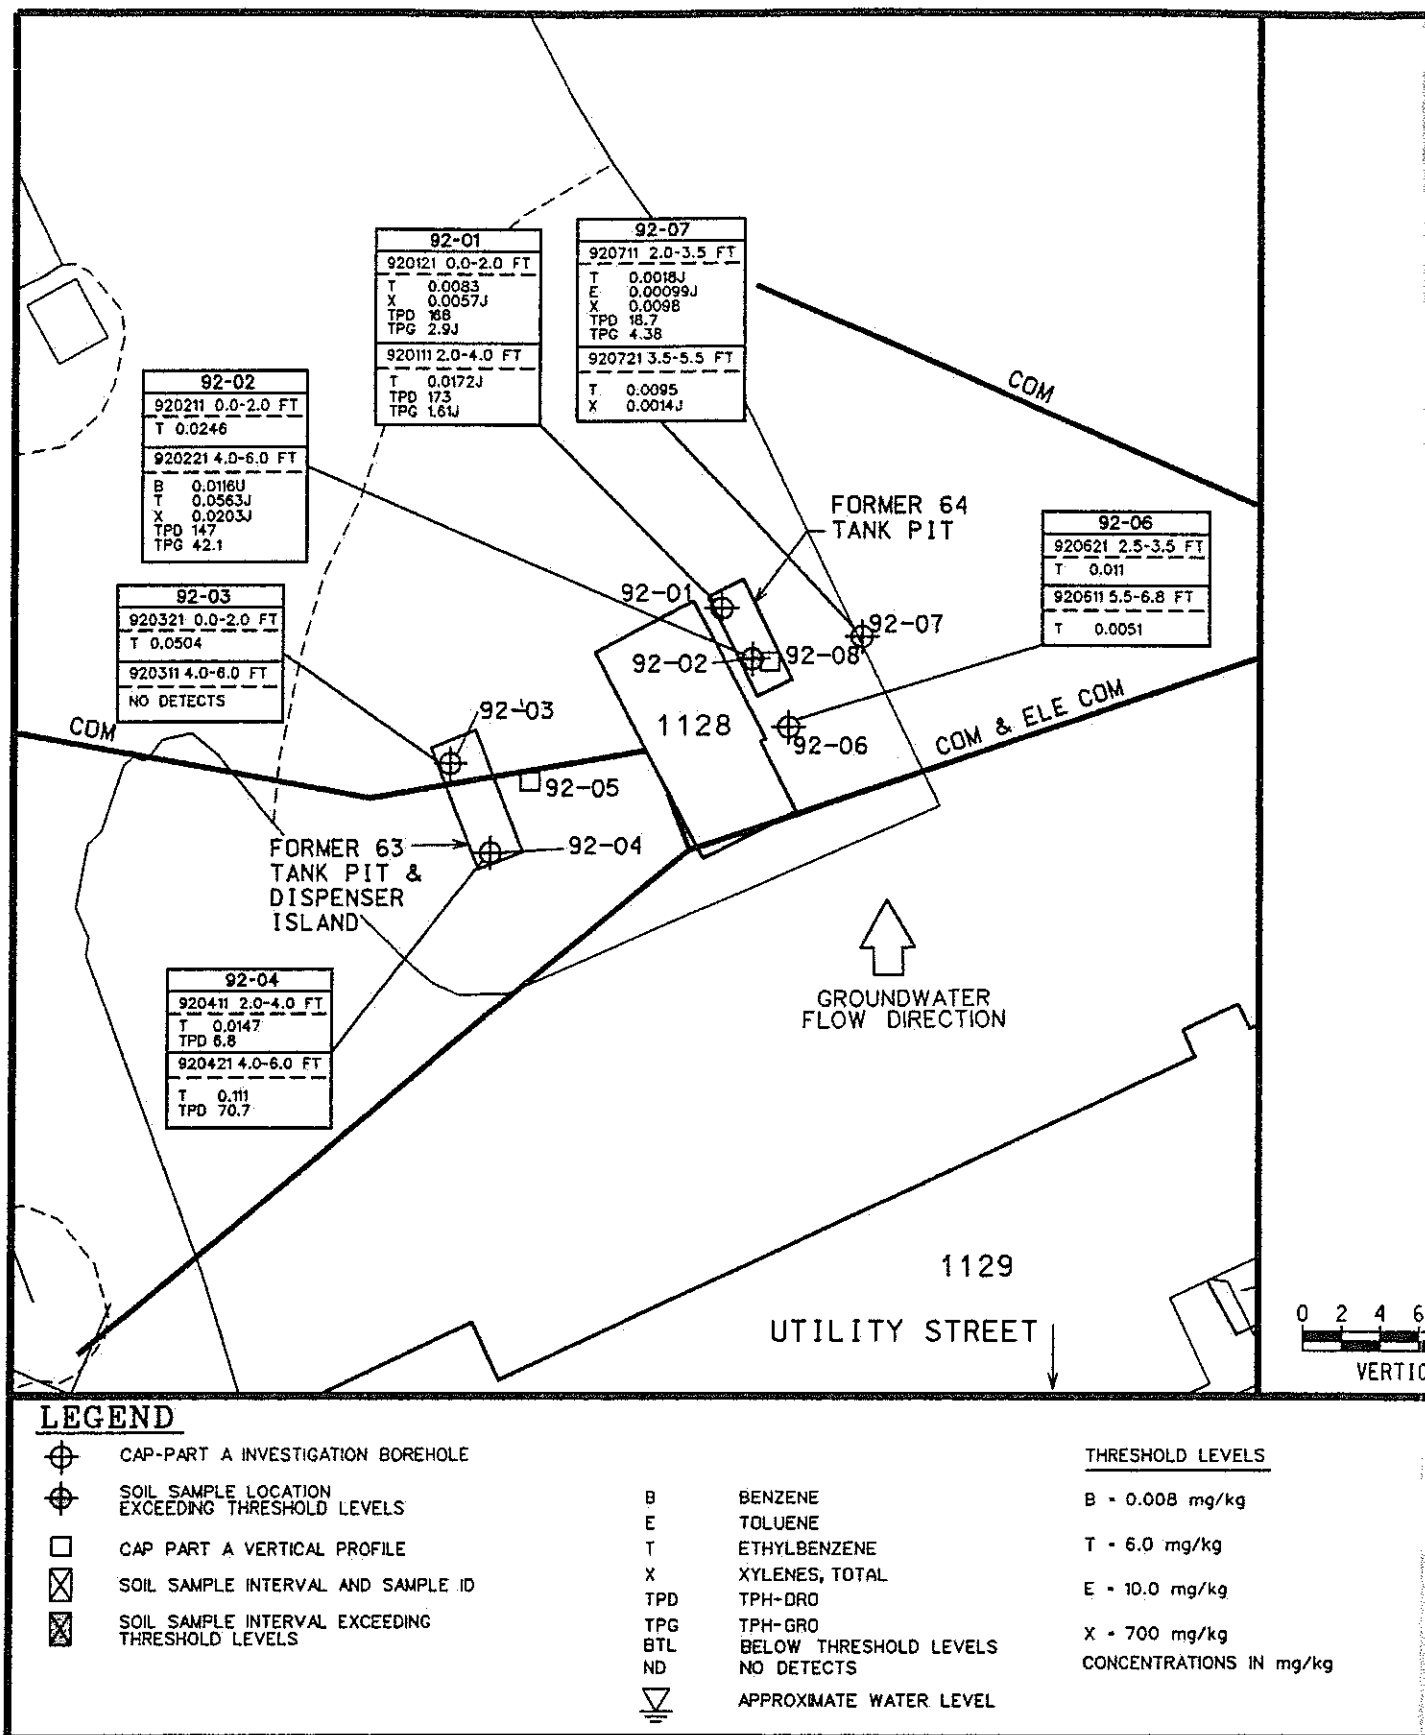 92-01
920121 0.0-2.0 FT
T 0.0083
X 0.0057J
TPD 168
TPG 2.9J
920111 2.0-4.0 FT
T 0.0172J
TPD 173
TPG 1.61J
92-07
920711 2.0-3.5 FT
T 0.0018J
E 0.00099J
X 0.0098
TPD 18.7
TPG 4.38
920721 3.5-5.5 FT
T 0.0095
X 0.0014J
92-02
920211 0.0-2.0 FT
T 0.0246
920221 4.0-6.0 FT
B 0.0116U
T 0.0563J
X 0.0203J
TPD 147
TPG 42.1
COM
FORMER 64
TANK PIT
92-06
920621 2.5-3.5 FT
T 0.011
920611 5.5-6.8 FT
T 0.0051
92-03
920321 0.0-2.0 FT
T 0.0504
920311 4.0-6.0 FT
NO DETECTS
92-01
92-07
92-02
92-08
92-03
1128
92-06
COM & ELE COM
COM
92-05
92-04
FORMER 63
TANK PIT &
DISPENSER
ISLAND
92-04
920411 2.0-4.0 FT
T 0.0147
TPD 6.8
920421 4.0-6.0 FT
T 0.111
TPD 70.7
GROUNDWATER
FLOW DIRECTION
1129
UTILITY STREET
0 2 4 6
VERTIC
LEGEND
CAP-PART A INVESTIGATION BOREHOLE
SOIL SAMPLE LOCATION
EXCEEDING THRESHOLD LEVELS
CAP PART A VERTICAL PROFILE
SOIL SAMPLE INTERVAL AND SAMPLE ID
SOIL SAMPLE INTERVAL EXCEEDING
THRESHOLD LEVELS
B BENZENE
E TOLUENE
T ETHYLBENZENE
X XYLENES, TOTAL
TPD TPH-DRO
TPG TPH-GRO
BTL BELOW THRESHOLD LEVELS
ND NO DETECTS
APPROXIMATE WATER LEVEL
THRESHOLD LEVELS
B - 0.008 mg/kg
T - 6.0 mg/kg
E - 10.0 mg/kg
X - 700 mg/kg
CONCENTRATIONS IN mg/kg